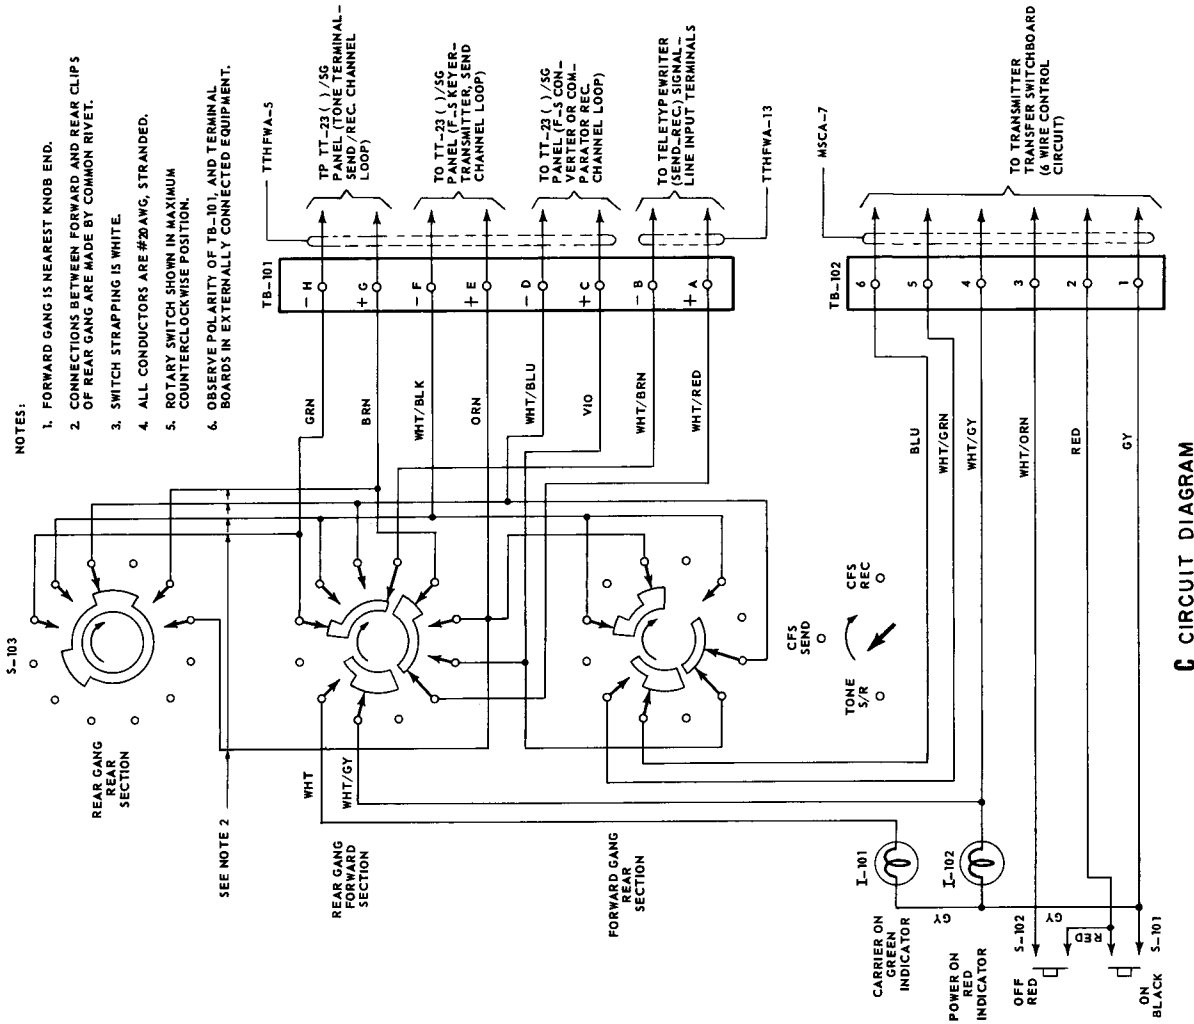 NOTES:
1. FORWARD GANG IS NEAREST KNOB END.
2. CONNECTIONS BETWEEN FORWARD AND REAR CLIPS
OF REAR GANG ARE MADE BY COMMON RIVET.
3. SWITCH STRAPPING IS WHITE.
4. ALL CONDUCTORS ARE #20 AWG, STRANDED.
5. ROTARY SWITCH SHOWN IN MAXIMUM
COUNTERCLOCKWISE POSITION.
6. OBSERVE POLARITY OF TB-101, AND TERMINAL
BOARDS IN EXTERNALLY CONNECTED EQUIPMENT.
S-103
REAR GANG
REAR
SECTION
SEE NOTE 2
REAR GANG
FORWARD
SECTION
FORWARD GANG
REAR
SECTION
WHT
WHT/GY
GRN
BRN
WHT/BLK
ORN
WHT/BLU
VIO
WHT/BRN
WHT/RED
TB-101
- H
+ G
- F
+ E
- D
+ C
- B
+ A
TTHFWA-5
TP TT-23 ( )/SG
PANEL (TONE TERMINAL-
SEND /REC. CHANNEL
LOOP)
TO TT-23 ( )/SG
PANEL (F-S KEYER-
TRANSMITTER, SEND
CHANNEL LOOP)
TO TT-23 ( )/SG
PANEL (F-S CON-
VERTER OR COM-
PARATOR REC.
CHANNEL LOOP)
TO TELETYPEWRITER
(SEND-REC.) SIGNAL-
LINE INPUT TERMINALS
TTHFWA-13
MSCA-7
TB-102
6
5
4
3
2
1
TO TRANSMITTER
TRANSFER SWITCHBOARD
(6 WIRE CONTROL
CIRCUIT)
BLU
WHT/GRN
WHT/GY
WHT/ORN
RED
GY
TONE
S/R
CFS
SEND
CFS
REC
I-101
I-102
CARRIER ON
GREEN
INDICATOR
POWER ON
RED
INDICATOR
GY
GY
RED
S-102
OFF
RED
S-101
ON
BLACK
C CIRCUIT DIAGRAM